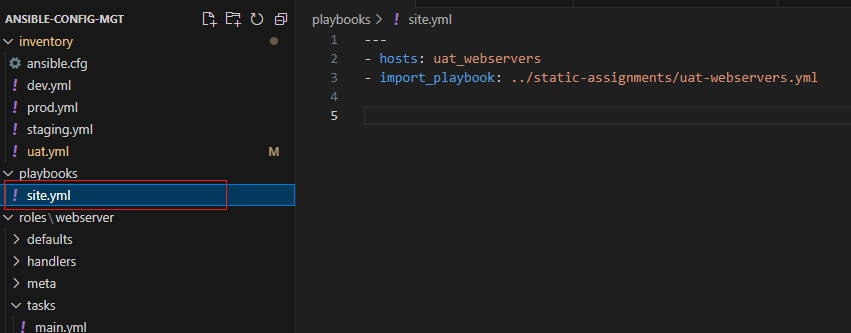 ANSIBLE-CONFIG-MGT
inventory
ansible.cfg
! dev.yml
! prod.yml
! staging.yml
! uat.yml M
playbooks
! site.yml
roles\webserver
defaults
handlers
meta
tasks
! main.yml
playbooks > ! site.yml
1 ---
2 - hosts: uat_webservers
3 - import_playbook: ../static-assignments/uat-webservers.yml
4
5